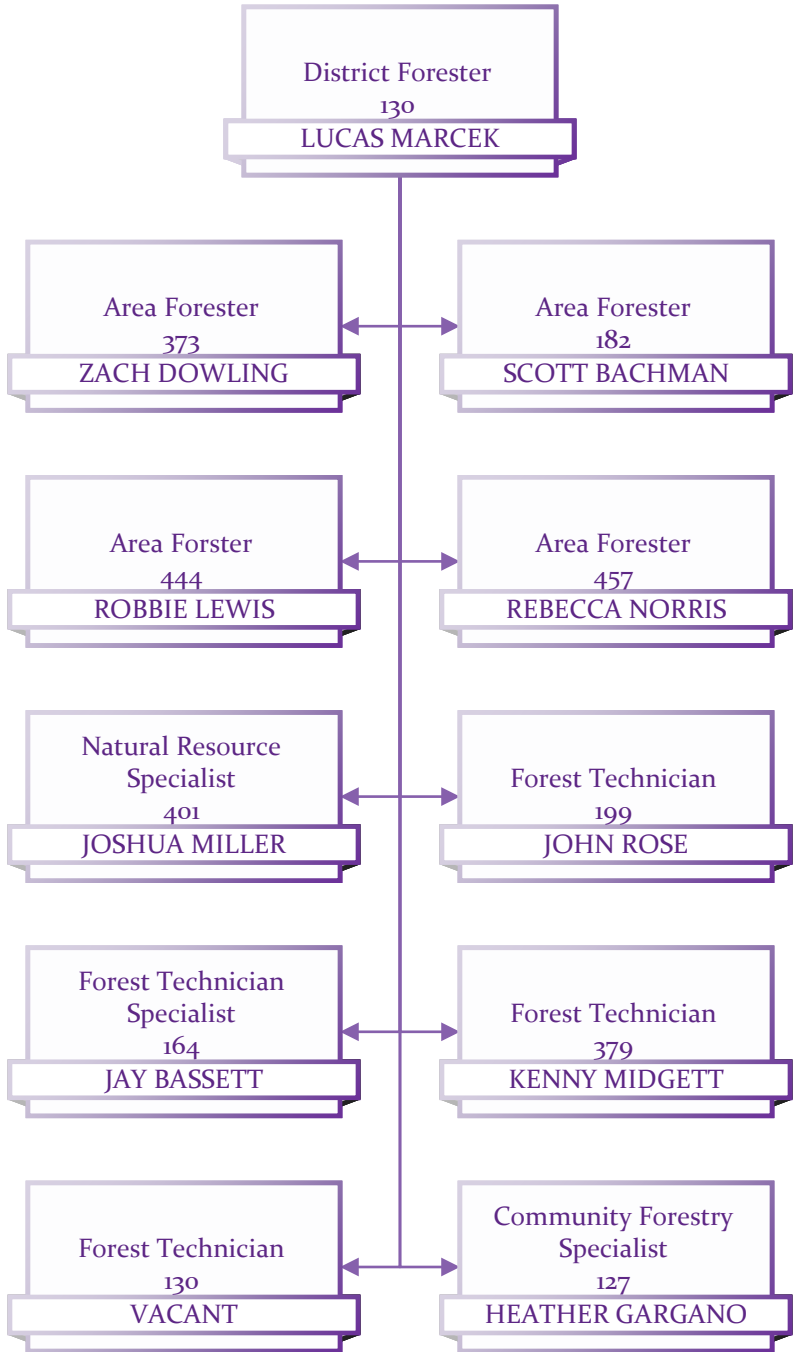 District Forester
130
LUCAS MARCEK
Area Forester
373
ZACH DOWLING
Area Forester
182
SCOTT BACHMAN
Area Forster
444
ROBBIE LEWIS
Area Forester
457
REBECCA NORRIS
Natural Resource
Specialist
401
JOSHUA MILLER
Forest Technician
199
JOHN ROSE
Forest Technician
Specialist
164
JAY BASSETT
Forest Technician
379
KENNY MIDGETT
Forest Technician
130
VACANT
Community Forestry
Specialist
127
HEATHER GARGANO